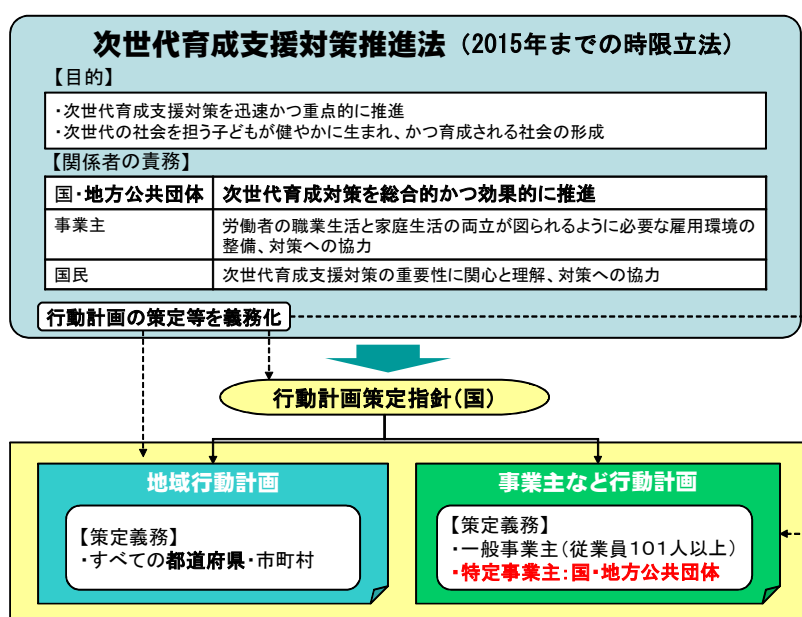 次世代育成支援対策推進法（2015年までの時限立法）
【目的】
・次世代育成支援対策を迅速かつ重点的に推進
・次世代の社会を担う子どもが健やかに生まれ、かつ育成される社会の形成
【関係者の責務】
国・地方公共団体 次世代育成対策を総合的かつ効果的に推進
事業主 労働者の職業生活と家庭生活の両立が図られるように必要な雇用環境の
整備、対策への協力
国民 次世代育成支援対策の重要性に関心と理解、対策への協力
行動計画の策定等を義務化
行動計画策定指針（国）
地域行動計画
【策定義務】
・すべての都道府県・市町村
事業主など行動計画
【策定義務】
・一般事業主（従業員１０１人以上）
・特定事業主：国・地方公共団体